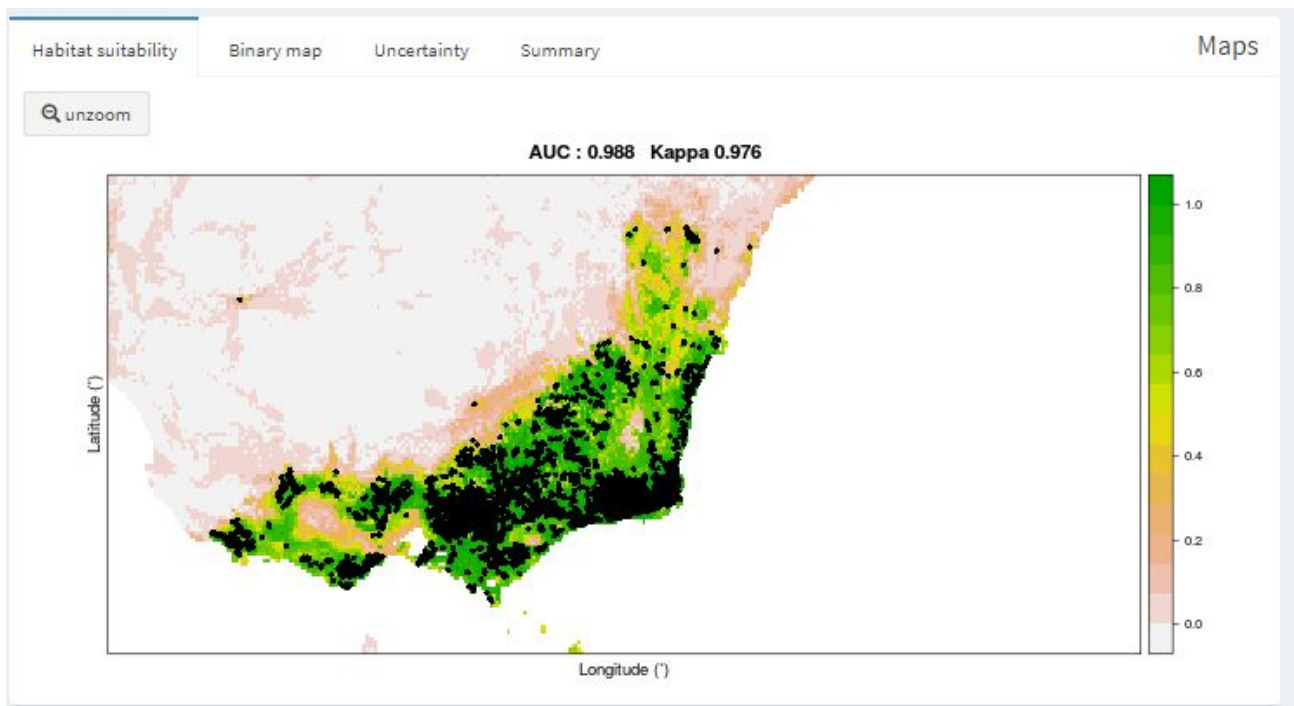 Habitat suitability Binary map Uncertainty Summary Maps
unzoom
AUC : 0.988 Kappa 0.976
1.0
0.8
0.6
0.4
0.2
0.0
Latitude (°)
Longitude (°)